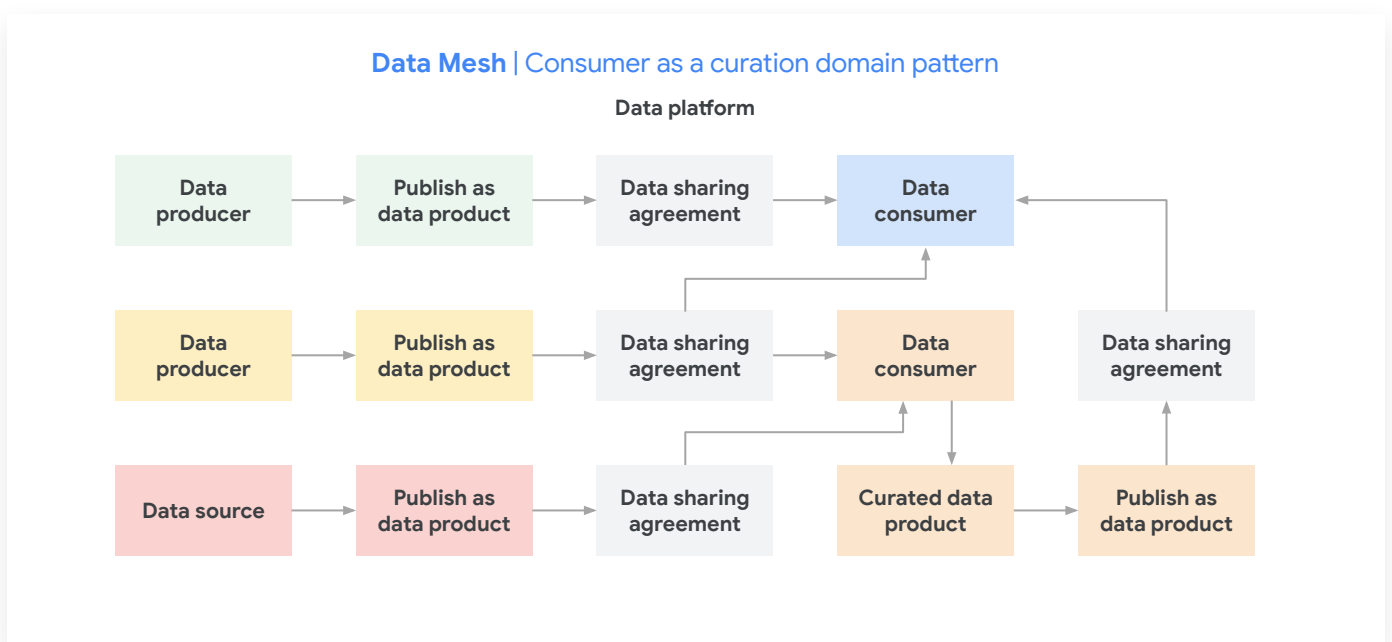 Data Mesh | Consumer as a curation domain pattern
Data platform
Data
producer
Publish as
data product
Data sharing
agreement
Data
consumer
Data
producer
Publish as
data product
Data sharing
agreement
Data
consumer
Data sharing
agreement
Data source
Publish as
data product
Data sharing
agreement
Curated data
product
Publish as
data product